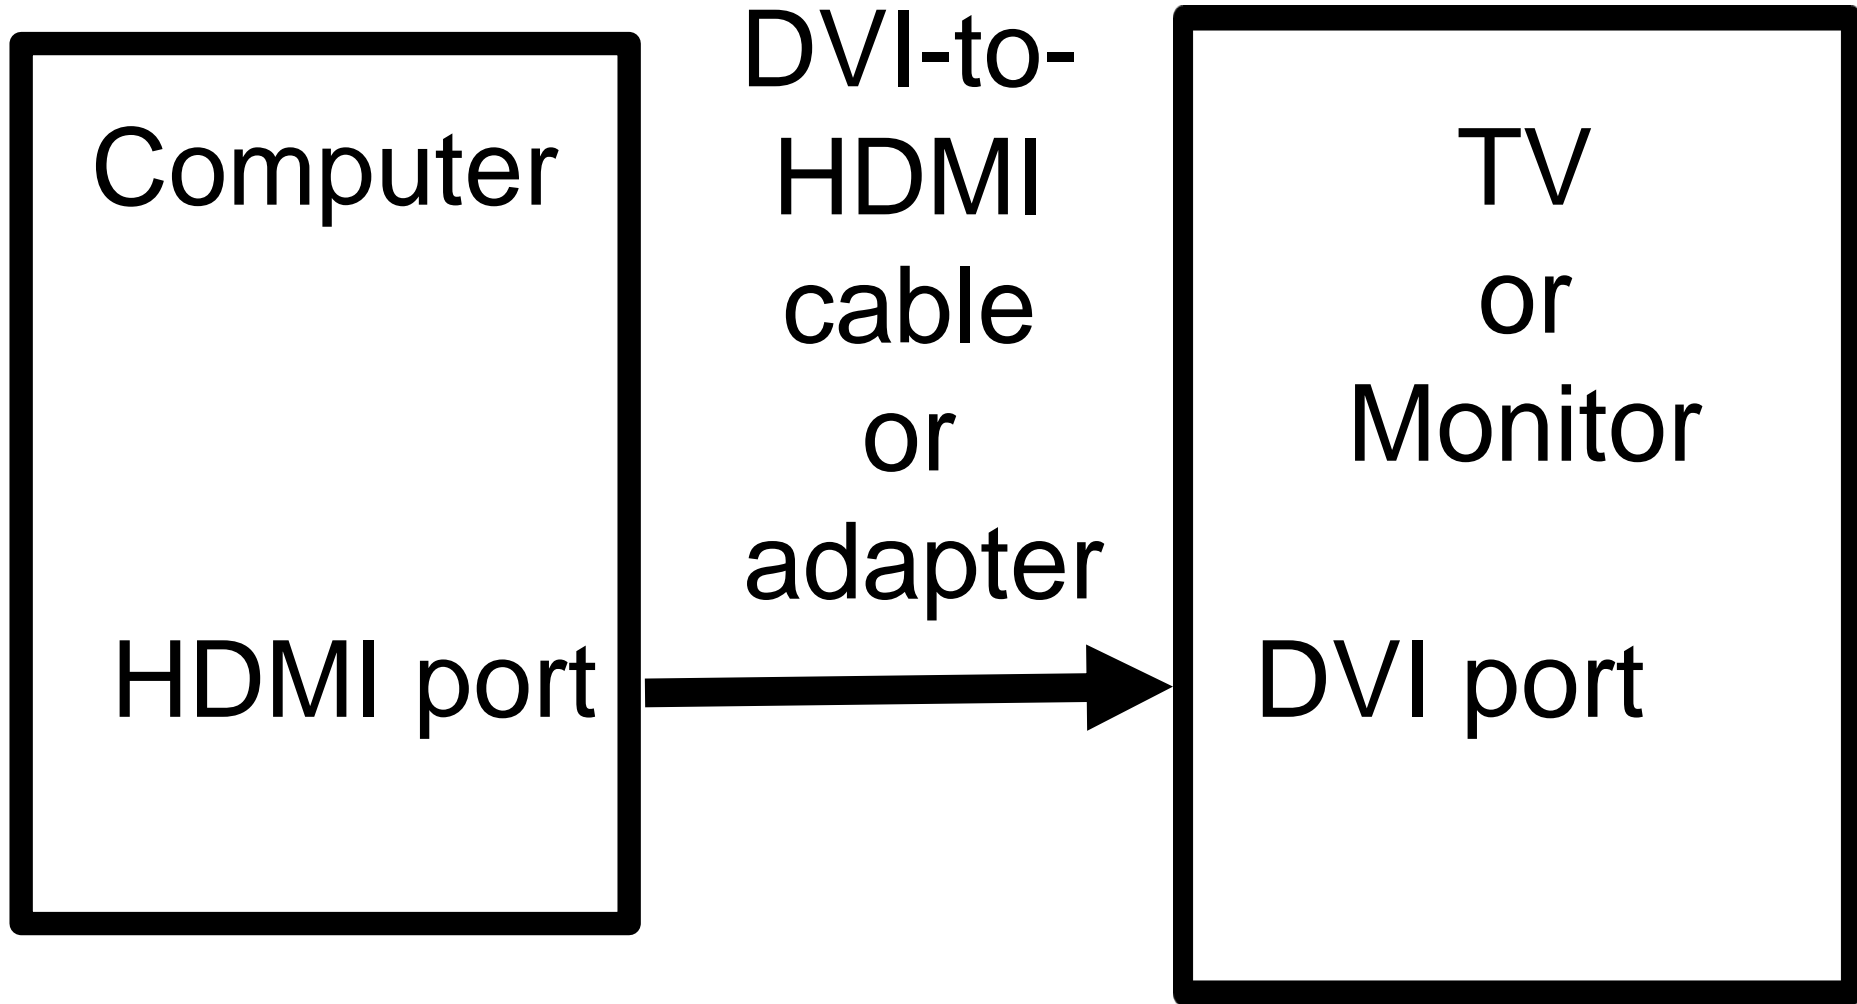 Computer
HDMI port
DVI-to-
HDMI
cable
or
adapter
TV
or
Monitor
DVI port